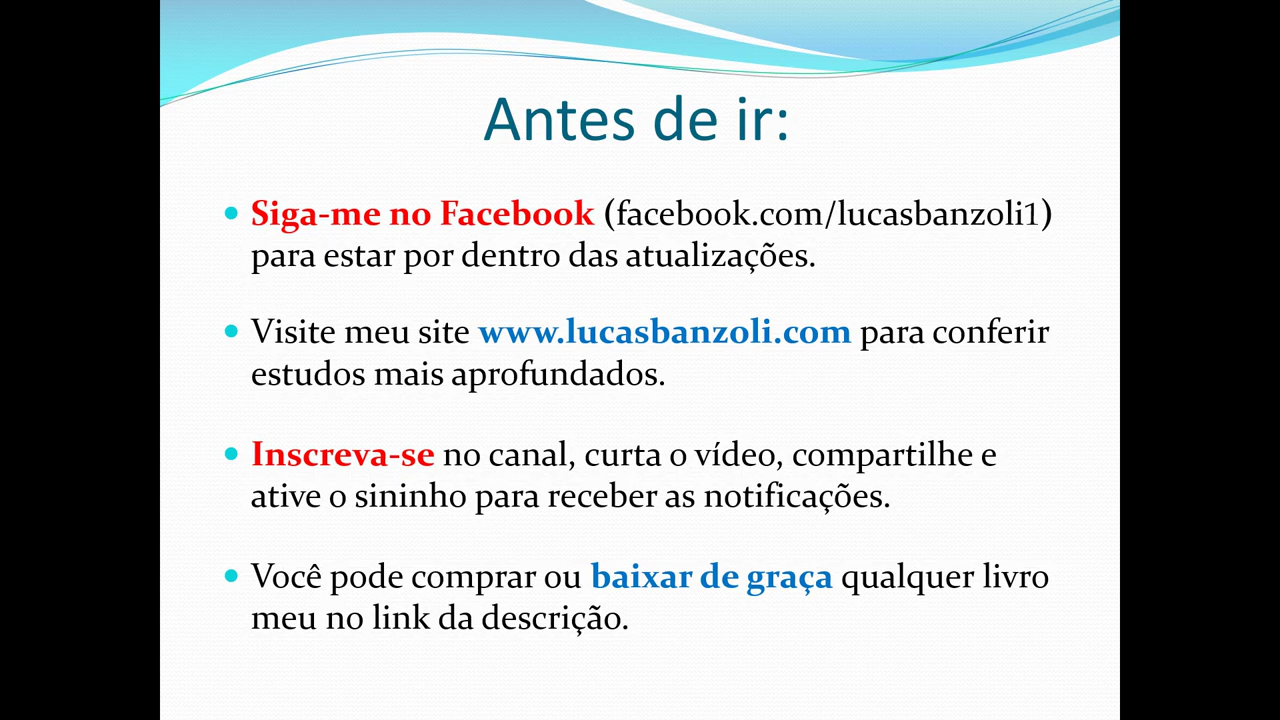 Antes de ir:
• Siga-me no Facebook (facebook.com/lucasbanzoli1)
para estar por dentro das atualizações.
• Visite meu site www.lucasbanzoli.com para conferir
estudos mais aprofundados.
• Inscreva-se no canal, curta o vídeo, compartilhe e
ative o sininho para receber as notificações.
• Você pode comprar ou baixar de graça qualquer livro
meu no link da descrição.